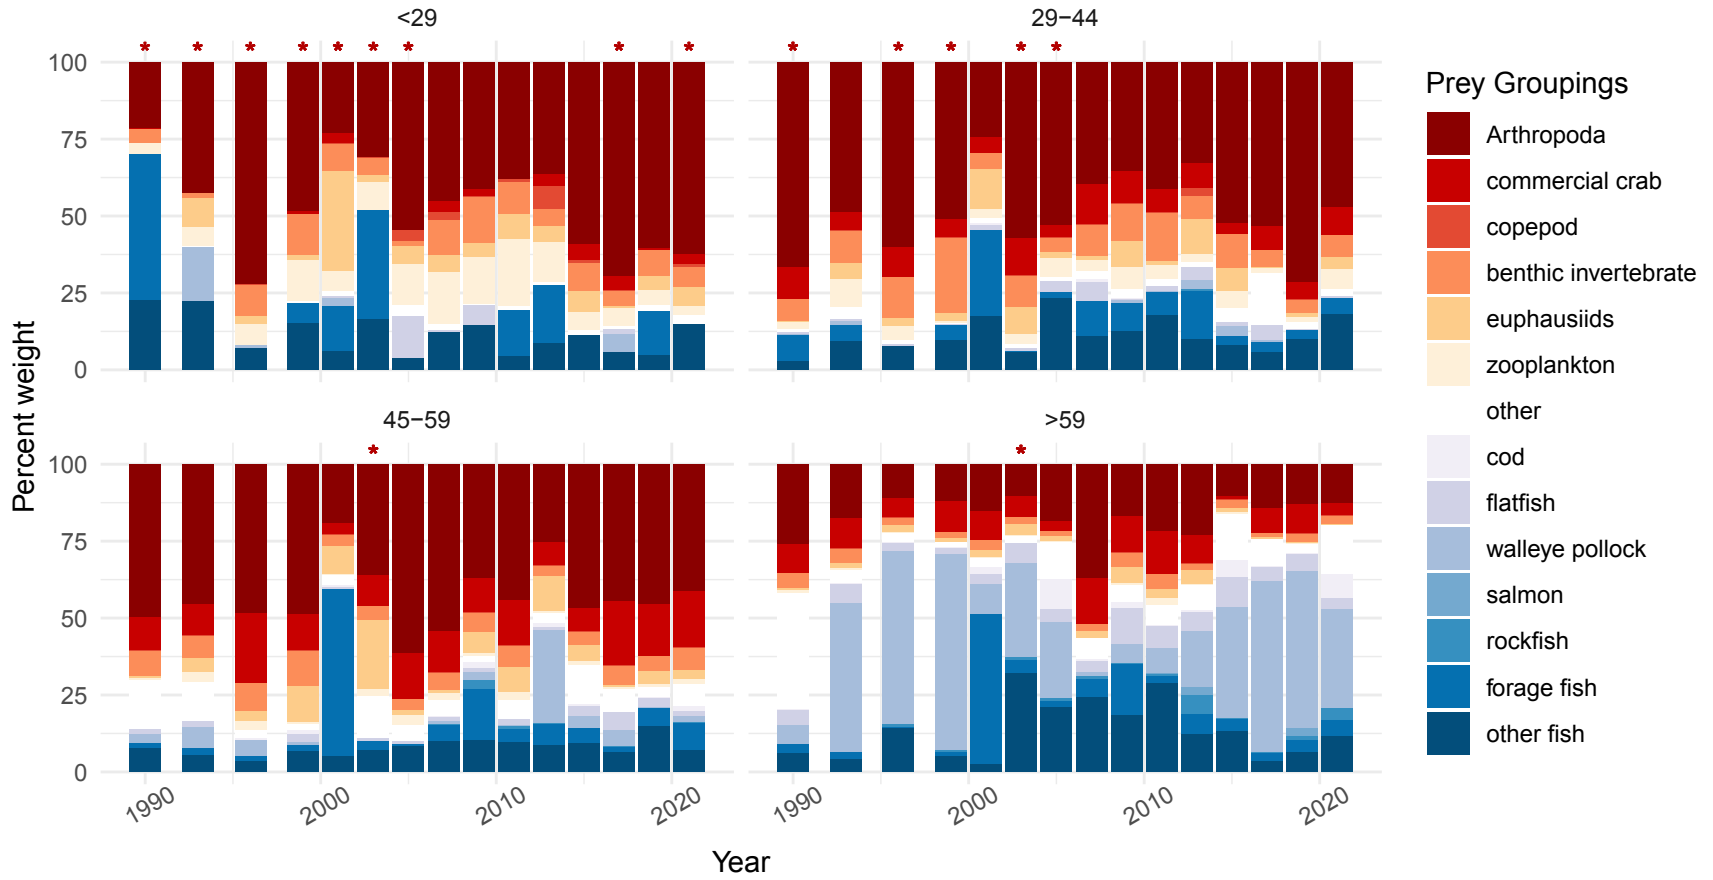 <29
29−44
* * * * * * * * *
* * * * *
100
75
50
25
0
45−59
>59
*
*
100
75
50
25
0
1990
2000
2010
2020
1990
2000
2010
2020
Percent weight
Year
Prey Groupings
Arthropoda
commercial crab
copepod
benthic invertebrate
euphausiids
zooplankton
other
cod
flatfish
walleye pollock
salmon
rockfish
forage fish
other fish